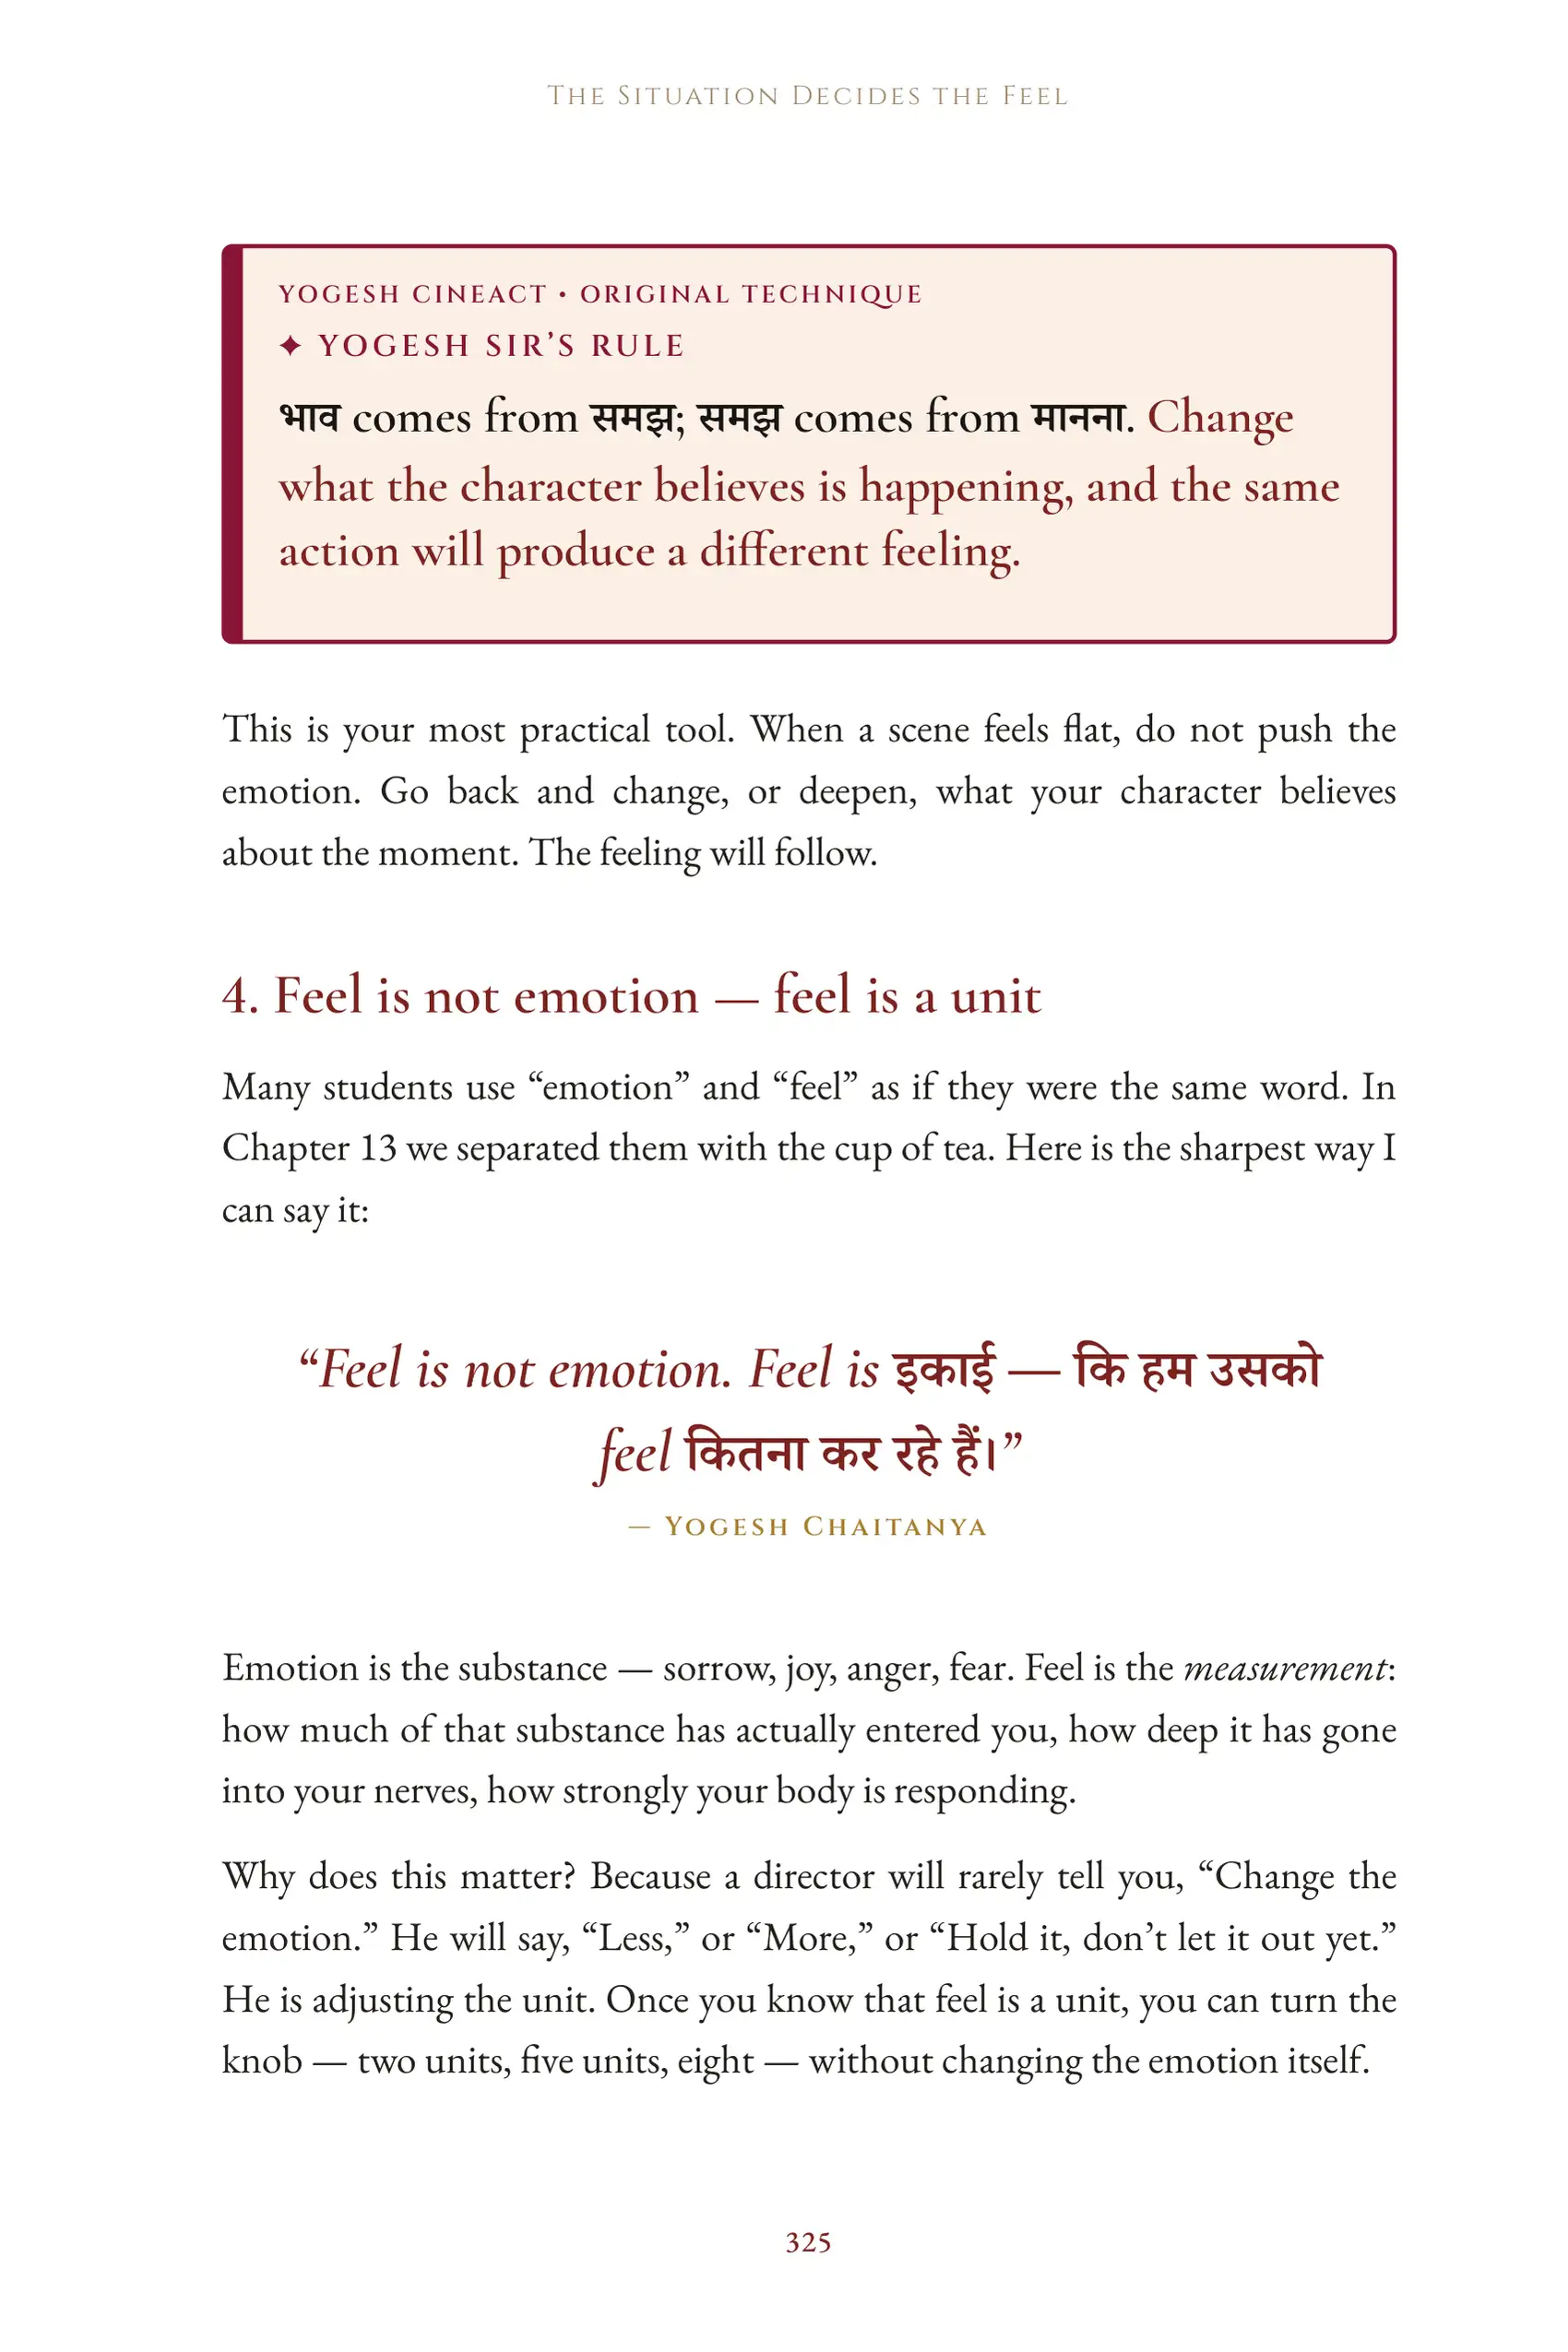 The Situation Decides the Feel
YOGESH CINEACT • ORIGINAL TECHNIQUE
✦ YOGESH SIR’S RULE
भाव comes from समझ; समझ comes from मानना. Change
what the character believes is happening, and the same
action will produce a different feeling.
This is your most practical tool. When a scene feels flat, do not push the
emotion. Go back and change, or deepen, what your character believes
about the moment. The feeling will follow.
4. Feel is not emotion — feel is a unit
Many students use “emotion” and “feel” as if they were the same word. In
Chapter 13 we separated them with the cup of tea. Here is the sharpest way I
can say it:
“Feel is not emotion. Feel is इकाई — कि हम उसको
feel कितना कर रहे हैं।”
— Yogesh Chaitanya
Emotion is the substance — sorrow, joy, anger, fear. Feel is the measurement:
how much of that substance has actually entered you, how deep it has gone
into your nerves, how strongly your body is responding.
Why does this matter? Because a director will rarely tell you, “Change the
emotion.” He will say, “Less,” or “More,” or “Hold it, don’t let it out yet.”
He is adjusting the unit. Once you know that feel is a unit, you can turn the
knob — two units, five units, eight — without changing the emotion itself.
325